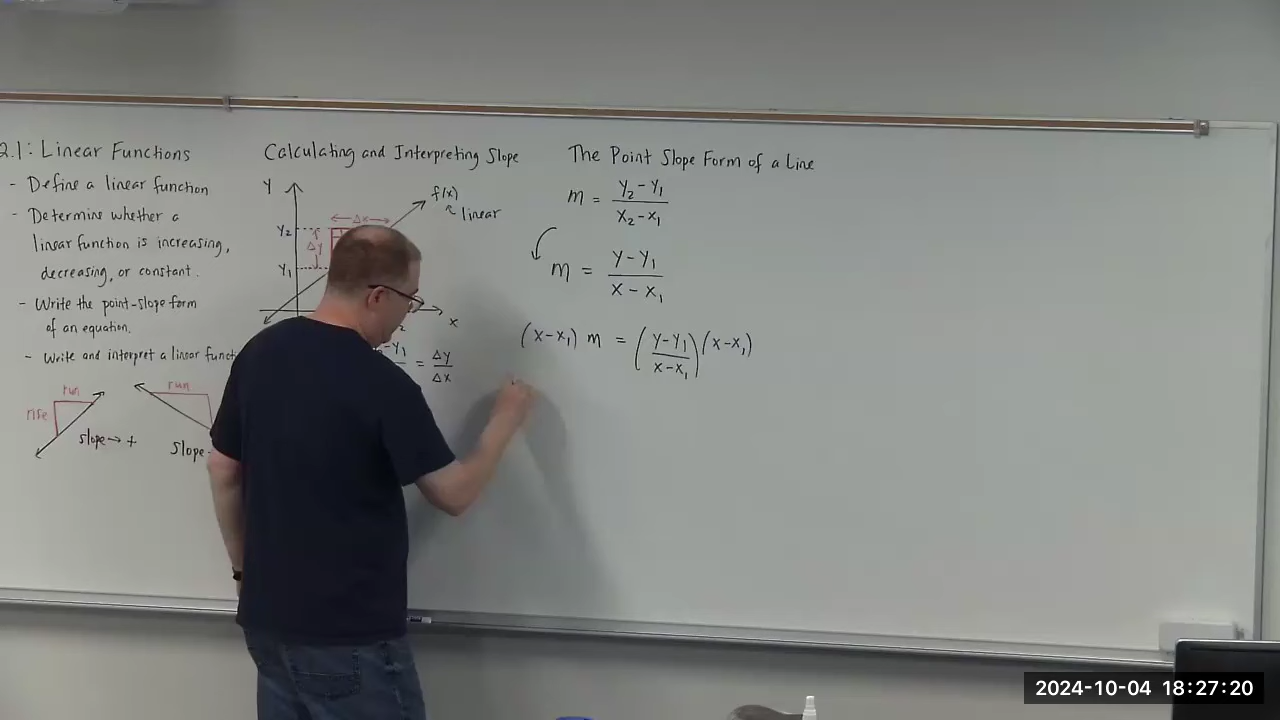 2.1: Linear Functions
- Define a linear function
- Determine whether a
linear function is increasing,
decreasing, or constant.
- Write the point-slope form
of an equation.
- Write and interpret a linear
run
rise
slope → +
run
slope
Calculating and Interpreting Slope
Y
f(x)
linear
← Δx →
Y₂
Δy
Y₁
x
-Y₁ = Δy/Δx
The Point Slope Form of a Line
m = (Y₂-Y₁)/(X₂-X₁)
m = (Y-Y₁)/(X-X₁)
(X-X₁) m = ((Y-Y₁)/(X-X₁))(X-X₁)
2024-10-04 18:27:20